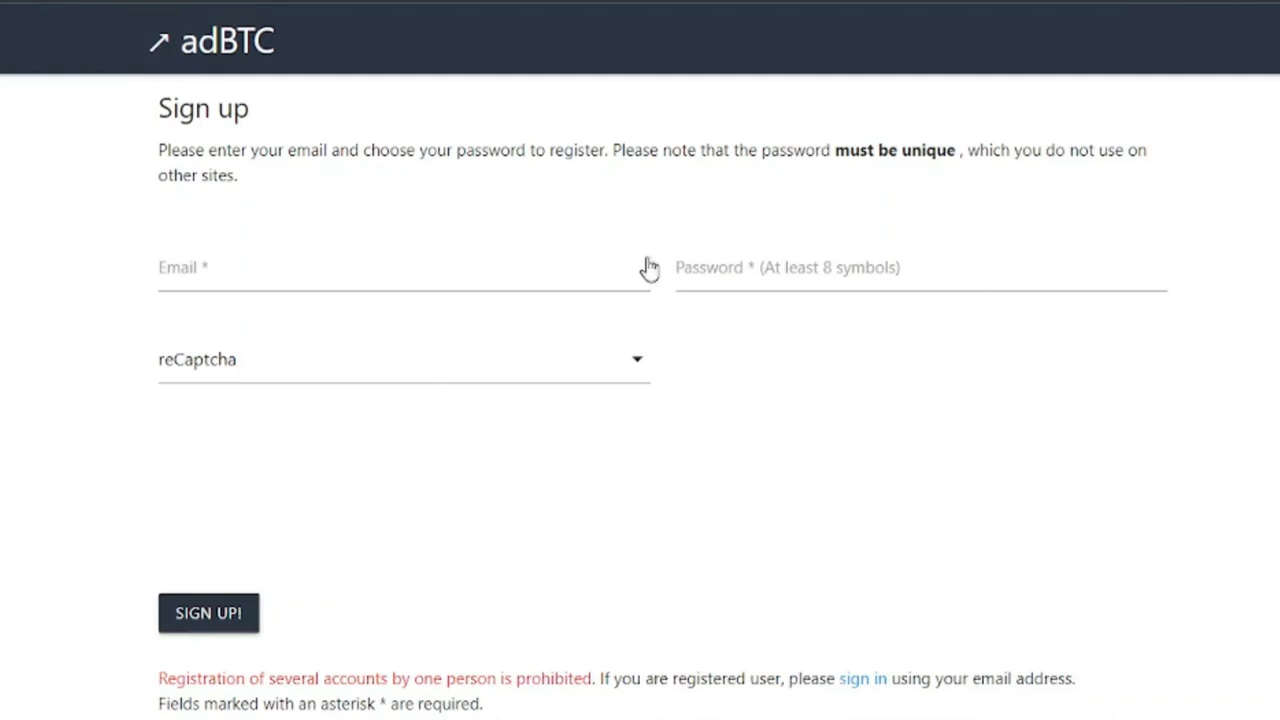 ↗ adBTC
Sign up
Please enter your email and choose your password to register. Please note that the password must be unique , which you do not use on
other sites.
Email *
Password * (At least 8 symbols)
reCaptcha
SIGN UP!
Registration of several accounts by one person is prohibited. If you are registered user, please sign in using your email address.
Fields marked with an asterisk * are required.